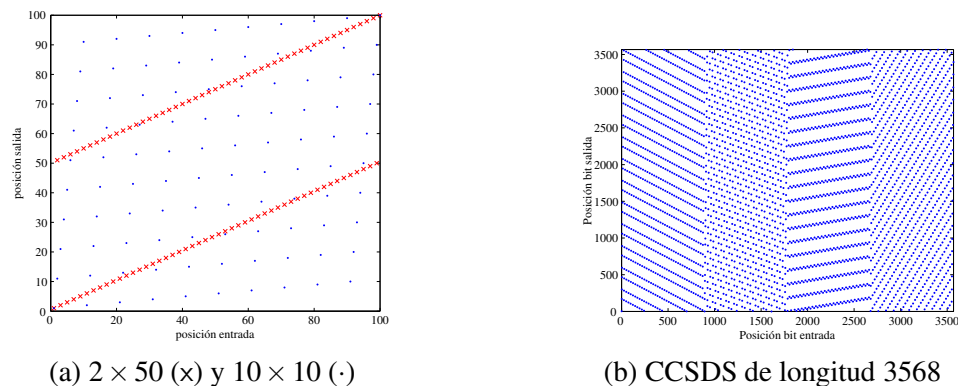 100
90
80
70
60
50
40
30
20
10
0
0 20 40 60 80 100
posición salida
posición entrada
(a) 2 × 50 (×) y 10 × 10 (·)
3500
3000
2500
2000
1500
1000
500
0
0 500 1000 1500 2000 2500 3000 3500
Posición bit salida
Posición bit entrada
(b) CCSDS de longitud 3568